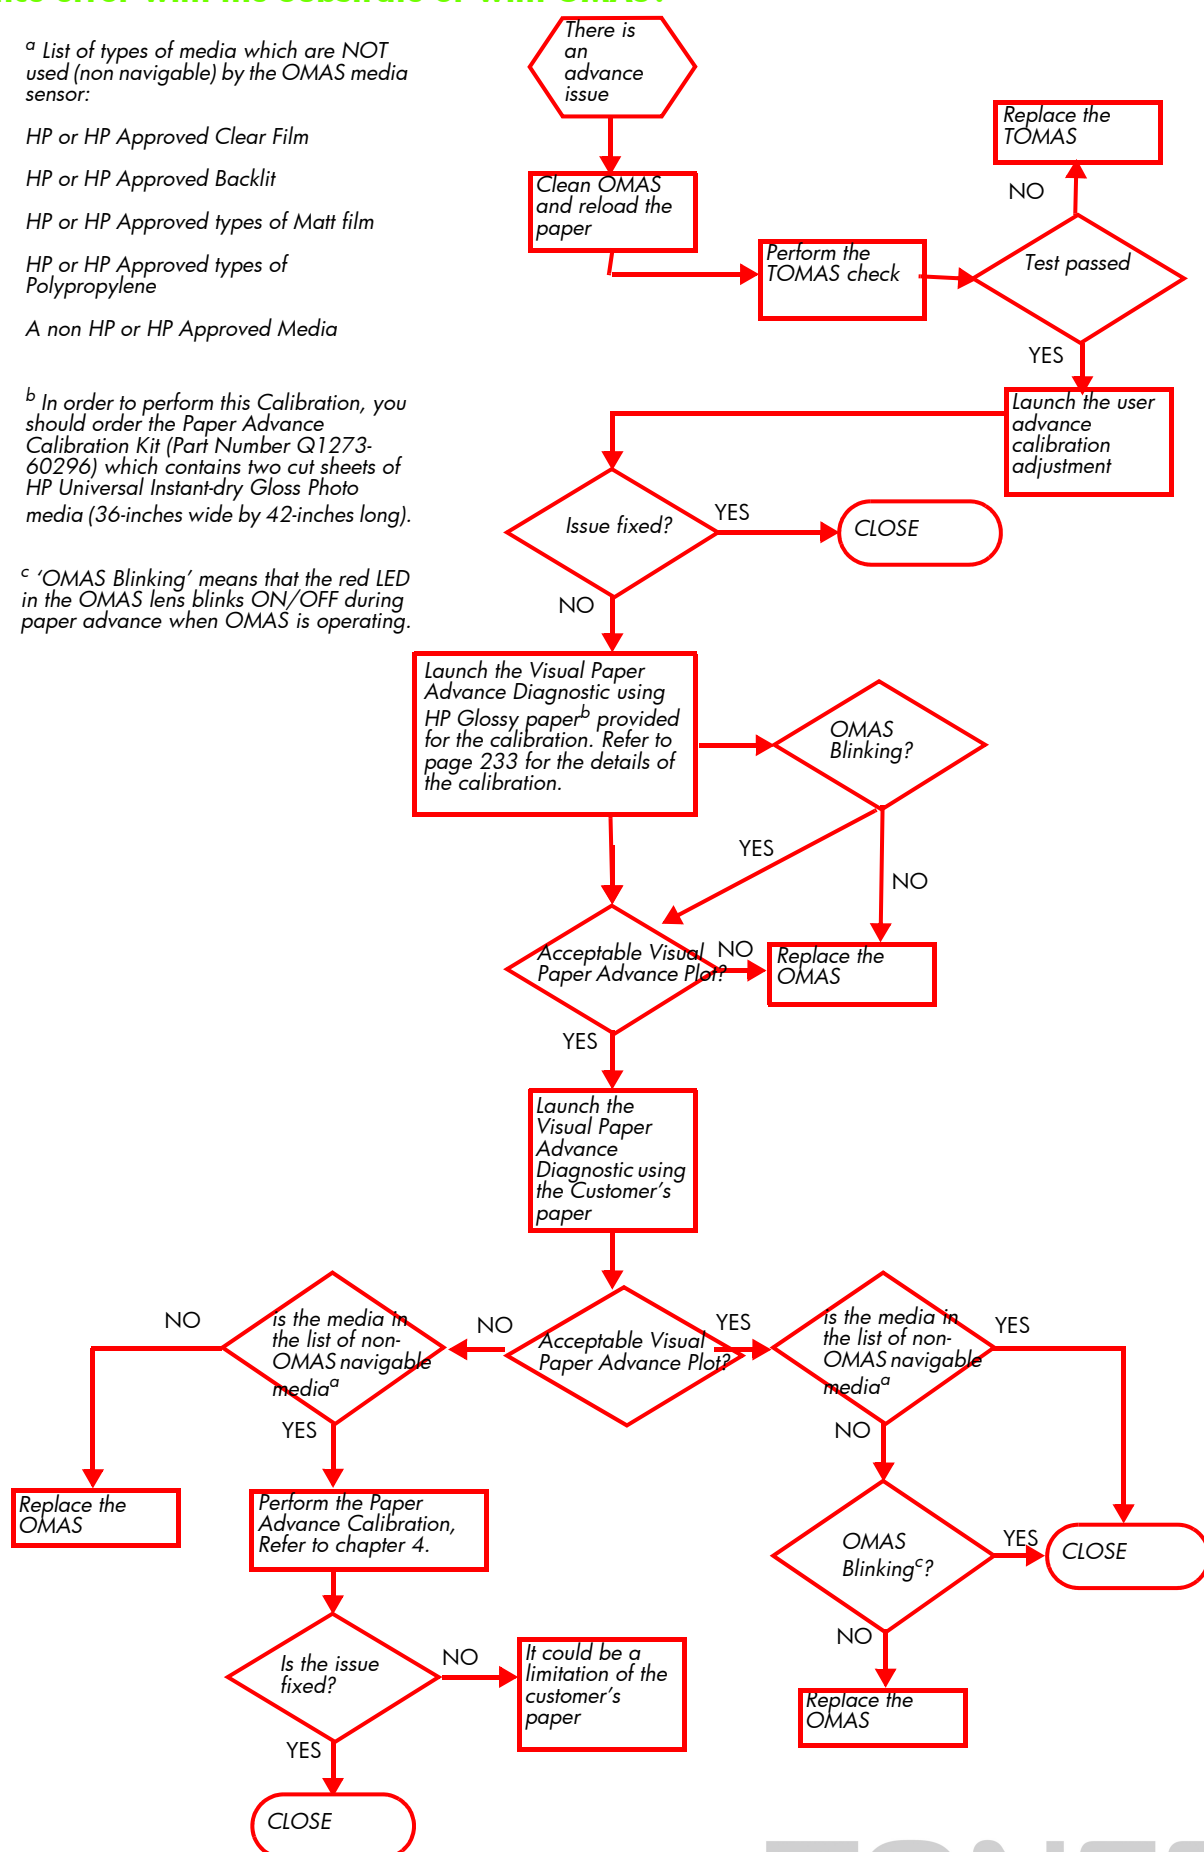 a List of types of media which are NOT
used (non navigable) by the OMAS media
sensor:
HP or HP Approved Clear Film
HP or HP Approved Backlit
HP or HP Approved types of Matt film
HP or HP Approved types of
Polypropylene
A non HP or HP Approved Media
b In order to perform this Calibration, you
should order the Paper Advance
Calibration Kit (Part Number Q1273-
60296) which contains two cut sheets of
HP Universal Instant-dry Gloss Photo
media (36-inches wide by 42-inches long).
c 'OMAS Blinking' means that the red LED
in the OMAS lens blinks ON/OFF during
paper advance when OMAS is operating.
There is
an
advance
issue
Clean OMAS
and reload the
paper
Perform the
TOMAS check
Test passed
NO
Replace the
TOMAS
YES
Launch the user
advance
calibration
adjustment
Issue fixed?
YES
CLOSE
NO
Launch the Visual Paper
Advance Diagnostic using
HP Glossy paperb provided
for the calibration. Refer to
page 233 for the details of
the calibration.
OMAS
Blinking?
YES
NO
Acceptable Visual
Paper Advance Plot?
NO
Replace the
OMAS
YES
Launch the
Visual Paper
Advance
Diagnostic using
the Customer's
paper
Acceptable Visual
Paper Advance Plot?
NO
YES
is the media in
the list of non-
OMAS navigable
mediaa
NO
Replace the
OMAS
YES
Perform the Paper
Advance Calibration,
Refer to chapter 4.
Is the issue
fixed?
NO
It could be a
limitation of the
customer's
paper
YES
CLOSE
is the media in
the list of non-
OMAS navigable
mediaa
YES
NO
OMAS
Blinkingc?
YES
CLOSE
NO
Replace the
OMAS